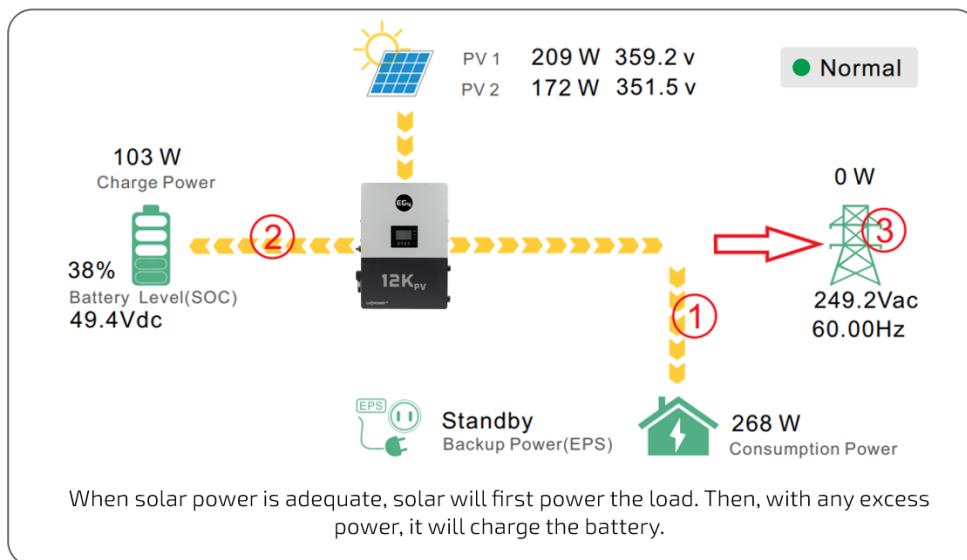 PV 1 209 W 359.2 v
PV 2 172 W 351.5 v
Normal
103 W
Charge Power
0 W
EG4
2
3
38%
Battery Level(SOC)
49.4Vdc
12KPV
249.2Vac
60.00Hz
1
EPS
Standby
Backup Power(EPS)
268 W
Consumption Power
When solar power is adequate, solar will first power the load. Then, with any excess
power, it will charge the battery.